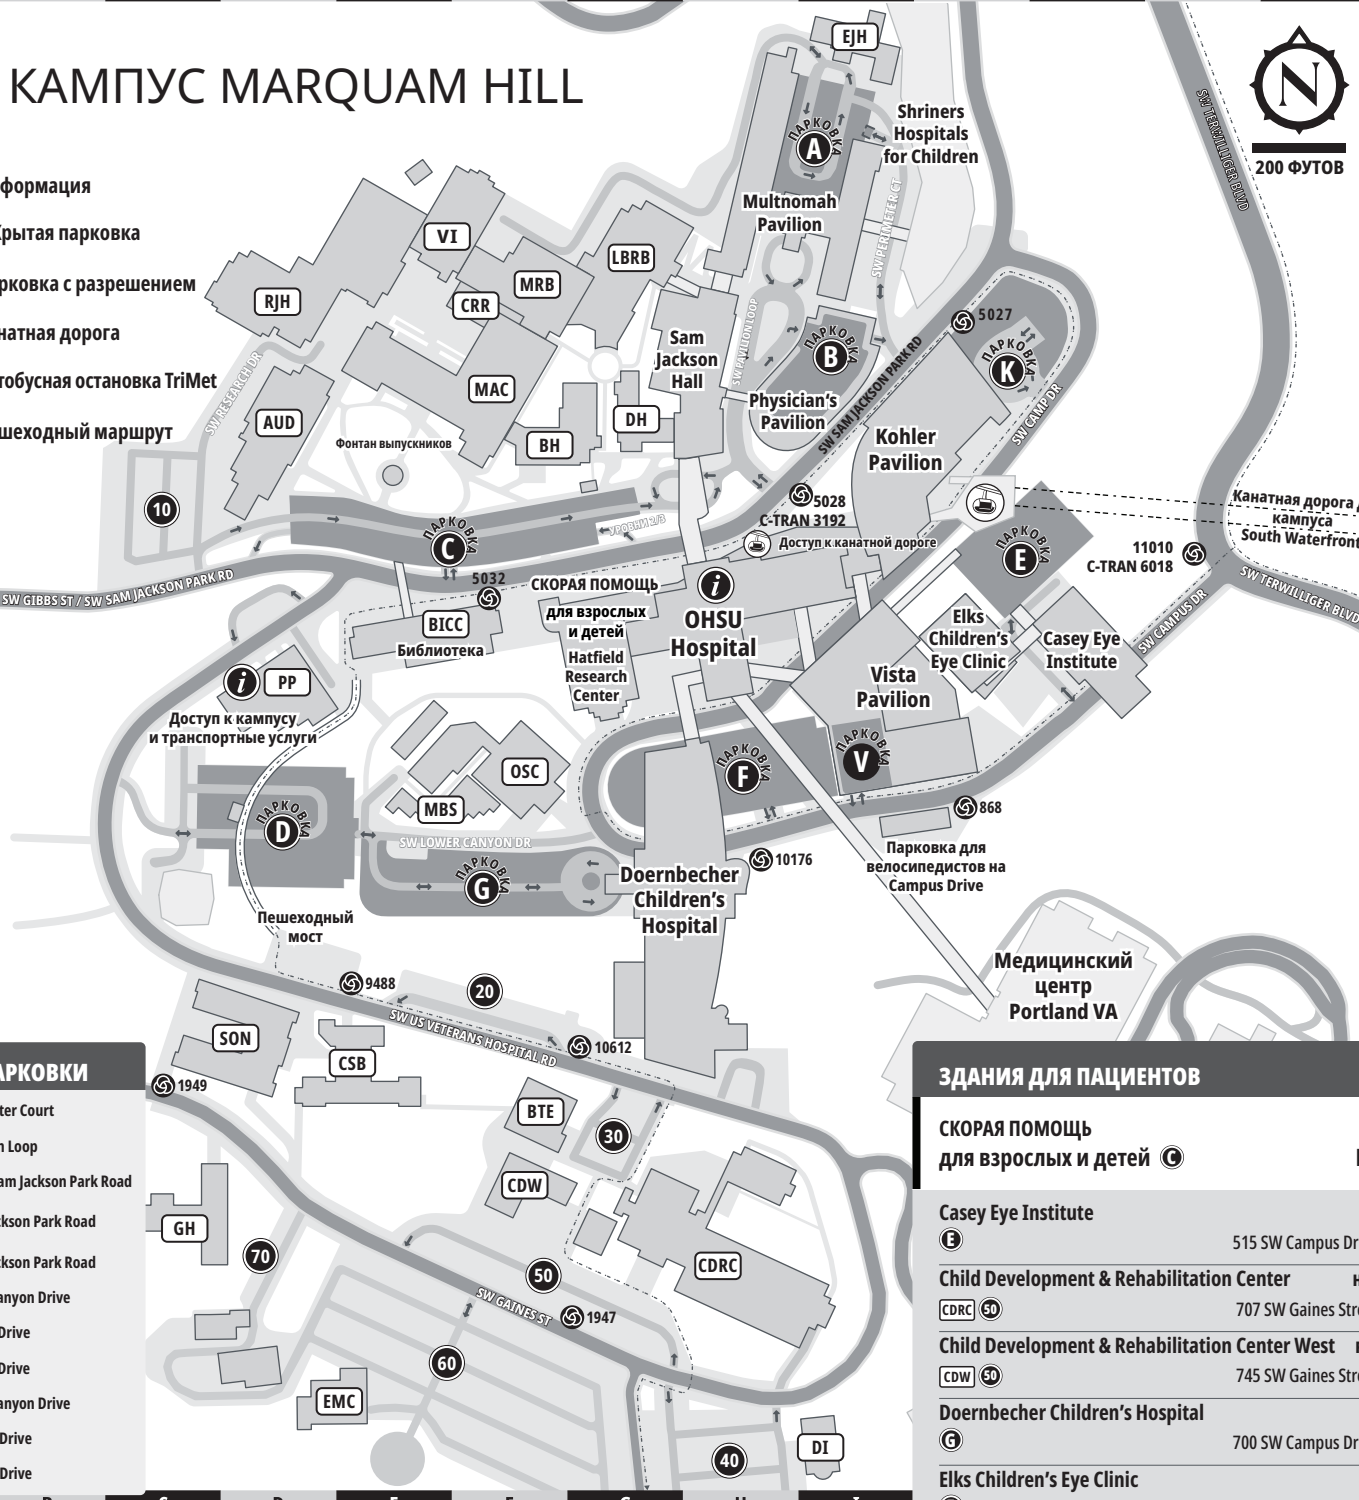 КАМПУС MARQUAM HILL
формация
рытая парковка
рковка с разрешением
натная дорога
тобусная остановка TriMet
шеходный маршрут
N
200 ФУТОВ
EJH
Shriners
Hospitals
for Children
ПАРКОВКА
A
Multnomah
Pavilion
SW PERIMETER CT
SW TERWILLIGER BLVD
VI
LBRB
MRB
CRR
RJH
Sam
Jackson
Hall
SW PAVILION LOOP
ПАРКОВКА
B
Physician's
Pavilion
SW SAM JACKSON PARK RD
5027
ПАРКОВКА
K
SW CAMP DR
Kohler
Pavilion
SW RESEARCH DR
AUD
MAC
BH
DH
Фонтан выпускников
10
ПАРКОВКА
C
УРОВНИ 2/3
5028
C-TRAN 3192
Доступ к канатной дороге
Канатная дорога д
кампуса
South Waterfront
11010
C-TRAN 6018
SW TERWILLIGER BLVD
SW CAMPUS DR
ПАРКОВКА
E
SW GIBBS ST / SW SAM JACKSON PARK RD
5032
BICC
Библиотека
СКОРАЯ ПОМОЩЬ
для взрослых
и детей
Hatfield
Research
Center
i
OHSU
Hospital
Elks
Children's
Eye Clinic
Casey Eye
Institute
Vista
Pavilion
i
PP
Доступ к кампусу
и транспортные услуги
OSC
MBS
ПАРКОВКА
F
ПАРКОВКА
V
ПАРКОВКА
D
SW LOWER CANYON DR
ПАРКОВКА
G
868
10176
Парковка для
велосипедистов на
Campus Drive
Doernbecher
Children's
Hospital
Пешеходный
мост
Медицинский
центр
Portland VA
9488
20
SW US VETERANS HOSPITAL RD
10612
SON
CSB
1949
BTE
30
CDW
GH
70
CDRC
50
SW GAINES ST
1947
60
EMC
40
DI
АРКОВКИ
ter Court
n Loop
am Jackson Park Road
ckson Park Road
ckson Park Road
anyon Drive
Drive
Drive
anyon Drive
Drive
Drive
ЗДАНИЯ ДЛЯ ПАЦИЕНТОВ
СКОРАЯ ПОМОЩЬ
для взрослых и детей C
Casey Eye Institute
E 515 SW Campus Dr
Child Development & Rehabilitation Center
CDRC 50 707 SW Gaines Stre
Child Development & Rehabilitation Center West
CDW 50 745 SW Gaines Stre
Doernbecher Children's Hospital
G 700 SW Campus Dr
Elks Children's Eye Clinic